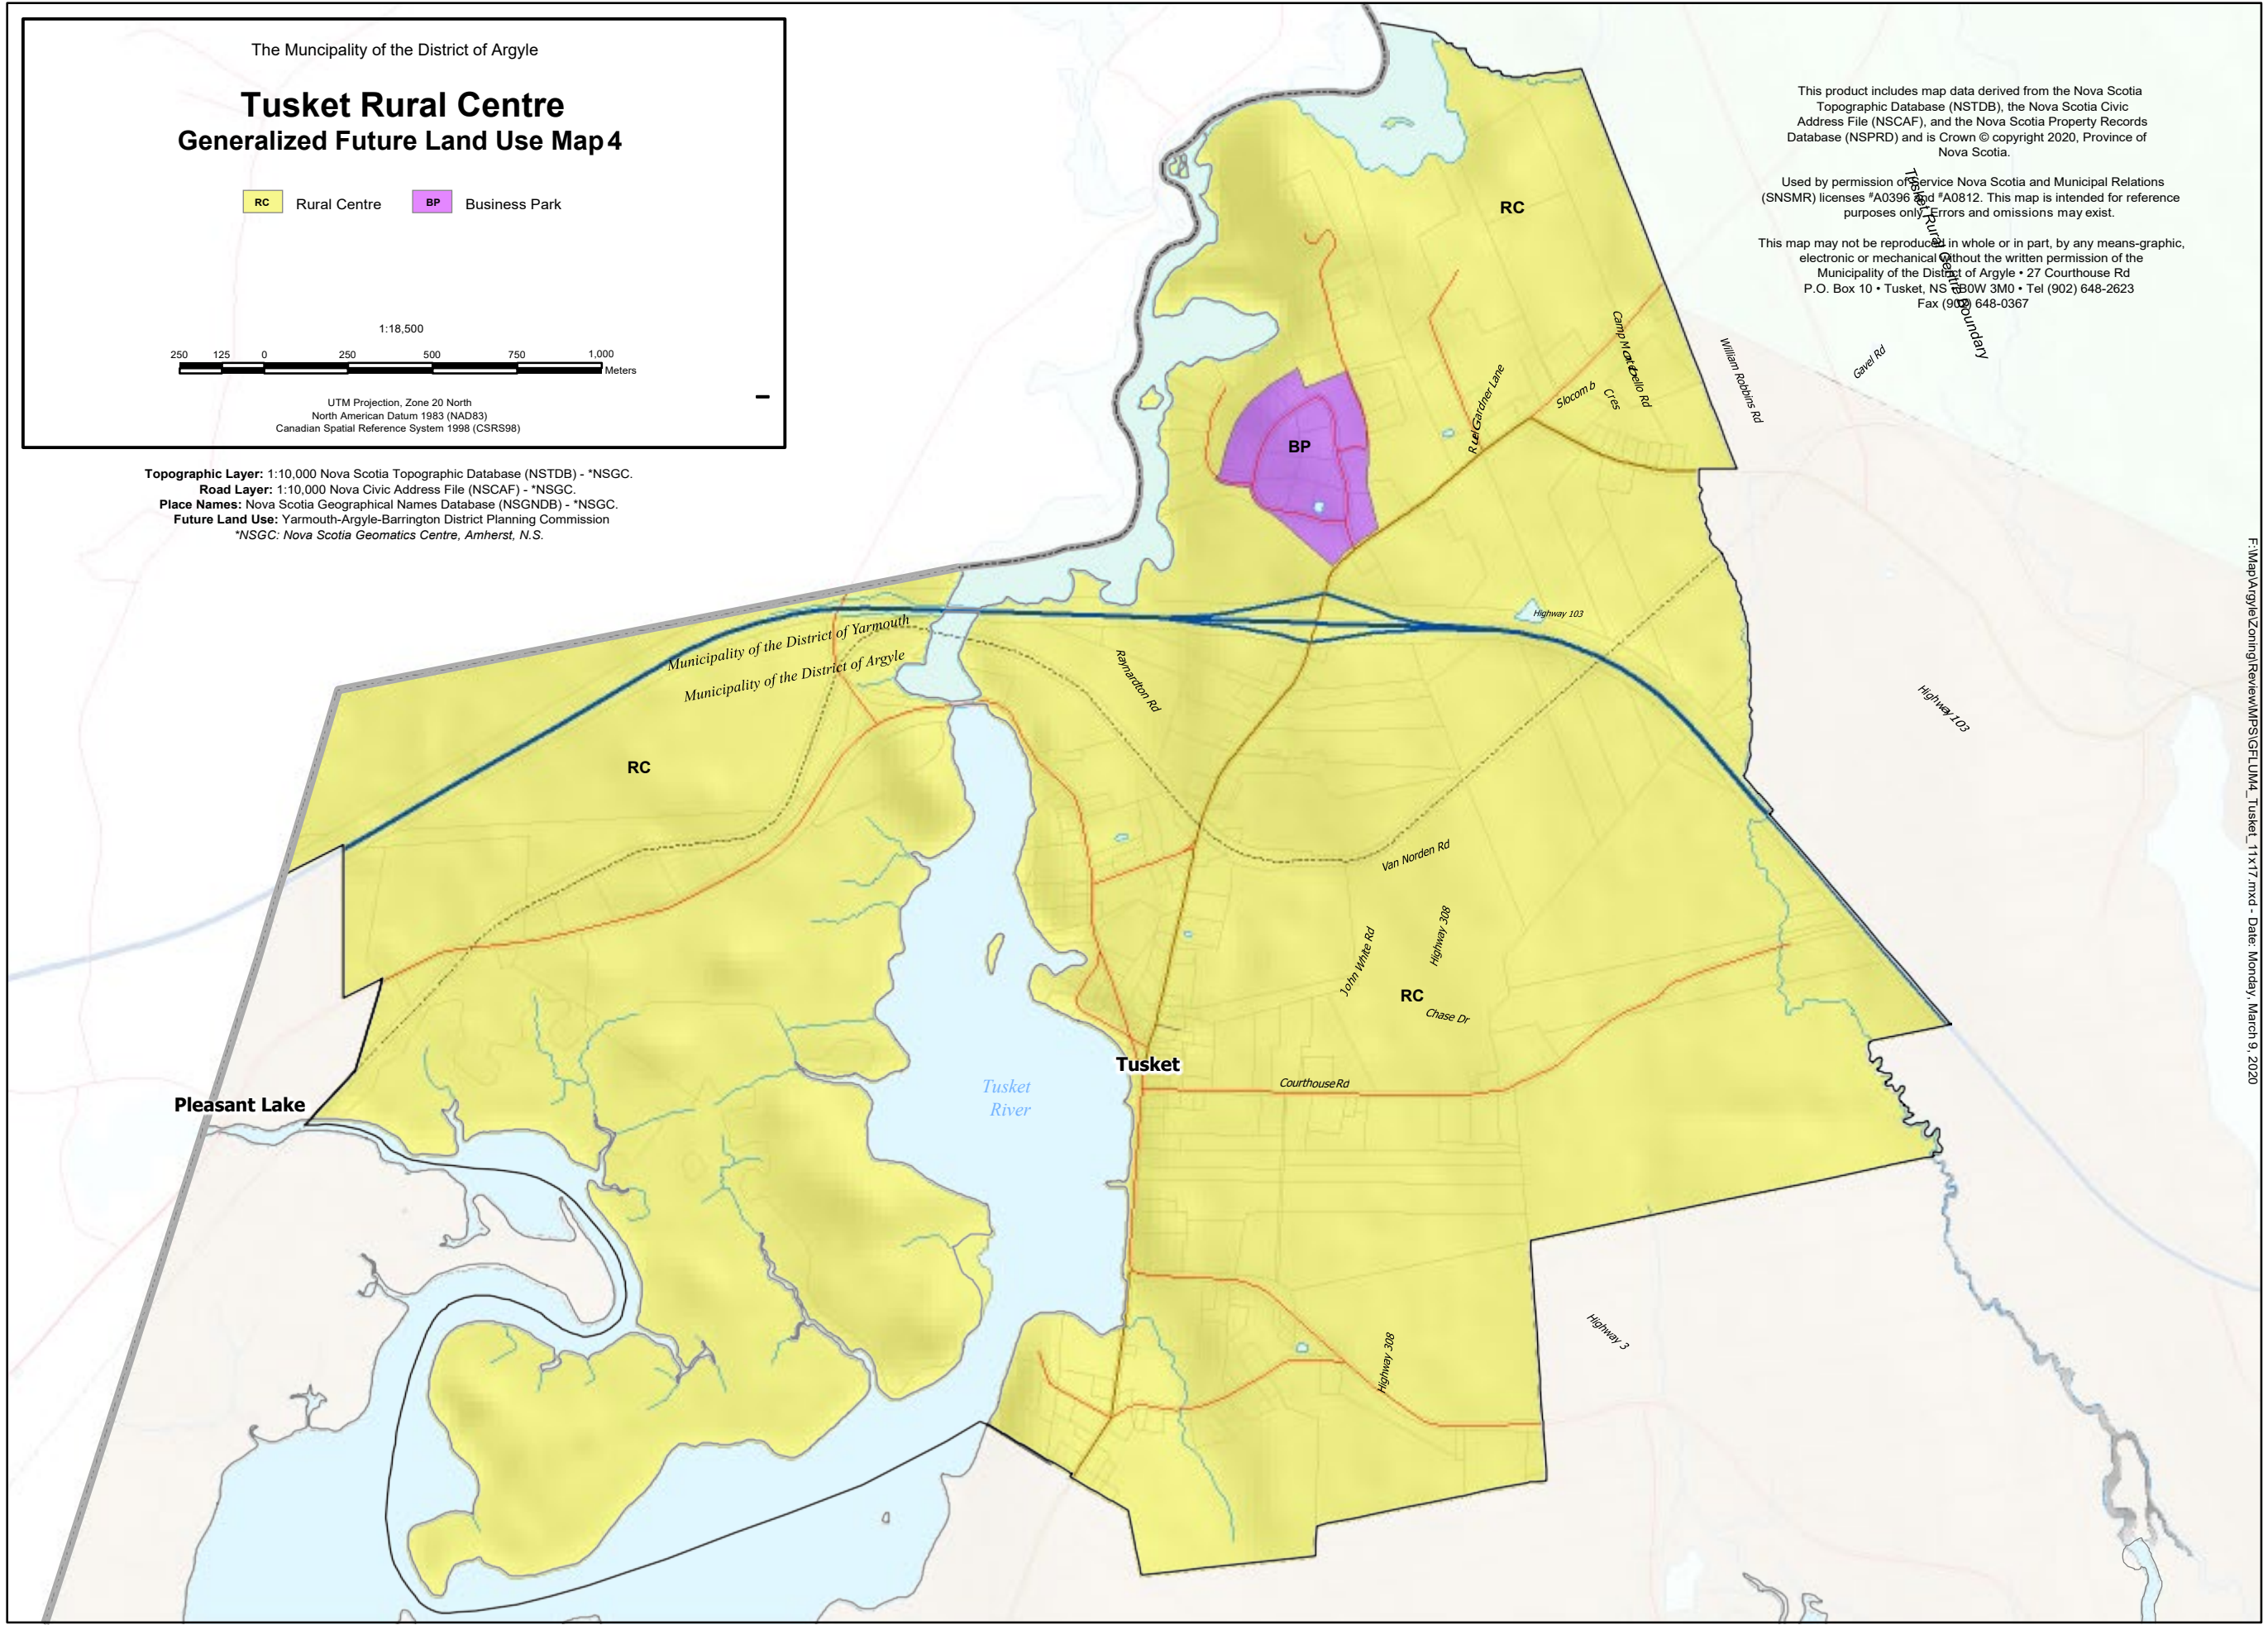 The Muncipality of the District of Argyle
Tusket Rural Centre
Generalized Future Land Use Map 4
RC Rural Centre BP Business Park
1:18,500
250 125 0 250 500 750 1,000
Meters
UTM Projection, Zone 20 North
North American Datum 1983 (NAD83)
Canadian Spatial Reference System 1998 (CSRS98)
Topographic Layer: 1:10,000 Nova Scotia Topographic Database (NSTDB) - *NSGC.
Road Layer: 1:10,000 Nova Civic Address File (NSCAF) - *NSGC.
Place Names: Nova Scotia Geographical Names Database (NSGNDB) - *NSGC.
Future Land Use: Yarmouth-Argyle-Barrington District Planning Commission
*NSGC: Nova Scotia Geomatics Centre, Amherst, N.S.
This product includes map data derived from the Nova Scotia
Topographic Database (NSTDB), the Nova Scotia Civic
Address File (NSCAF), and the Nova Scotia Property Records
Database (NSPRD) and is Crown © copyright 2020, Province of
Nova Scotia.
Used by permission of Service Nova Scotia and Municipal Relations
(SNSMR) licenses #A0396 and #A0812. This map is intended for reference
purposes only. Errors and omissions may exist.
This map may not be reproduced in whole or in part, by any means-graphic,
electronic or mechanical without the written permission of the
Municipality of the District of Argyle • 27 Courthouse Rd
P.O. Box 10 • Tusket, NS • B0W 3M0 • Tel (902) 648-2623
Fax (902) 648-0367
Tusket Rural Centre Boundary
RC
Camp Montebello Rd
William Robbins Rd
Gavel Rd
Ruel Gardner Lane
Slocomb
Cres
BP
Highway 103
Municipality of the District of Yarmouth
Municipality of the District of Argyle
Raynardton Rd
Highway 103
RC
Van Norden Rd
John White Rd
Highway 308
RC
Chase Dr
Tusket
Courthouse Rd
Tusket
River
Pleasant Lake
Highway 308
Highway 3
F:\Map\Argyle\Zoning\Review\MPS\GFLUM4_Tusket_11x17.mxd - Date: Monday, March 9, 2020